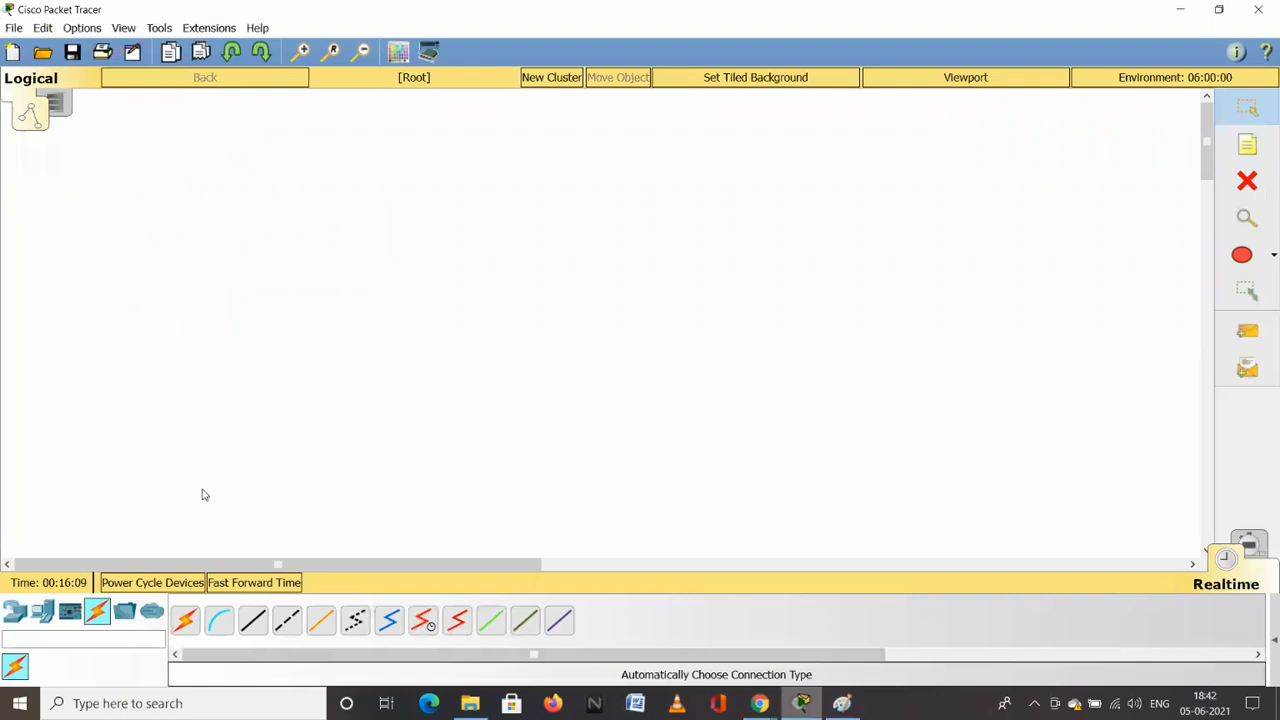 Cisco Packet Tracer
File Edit Options View Tools Extensions Help
Logical Back [Root] New Cluster Move Object Set Tiled Background Viewport Environment: 06:00:00
Time: 00:16:09 Power Cycle Devices Fast Forward Time Realtime
Automatically Choose Connection Type
Type here to search
ENG
18:42
05-06-2021